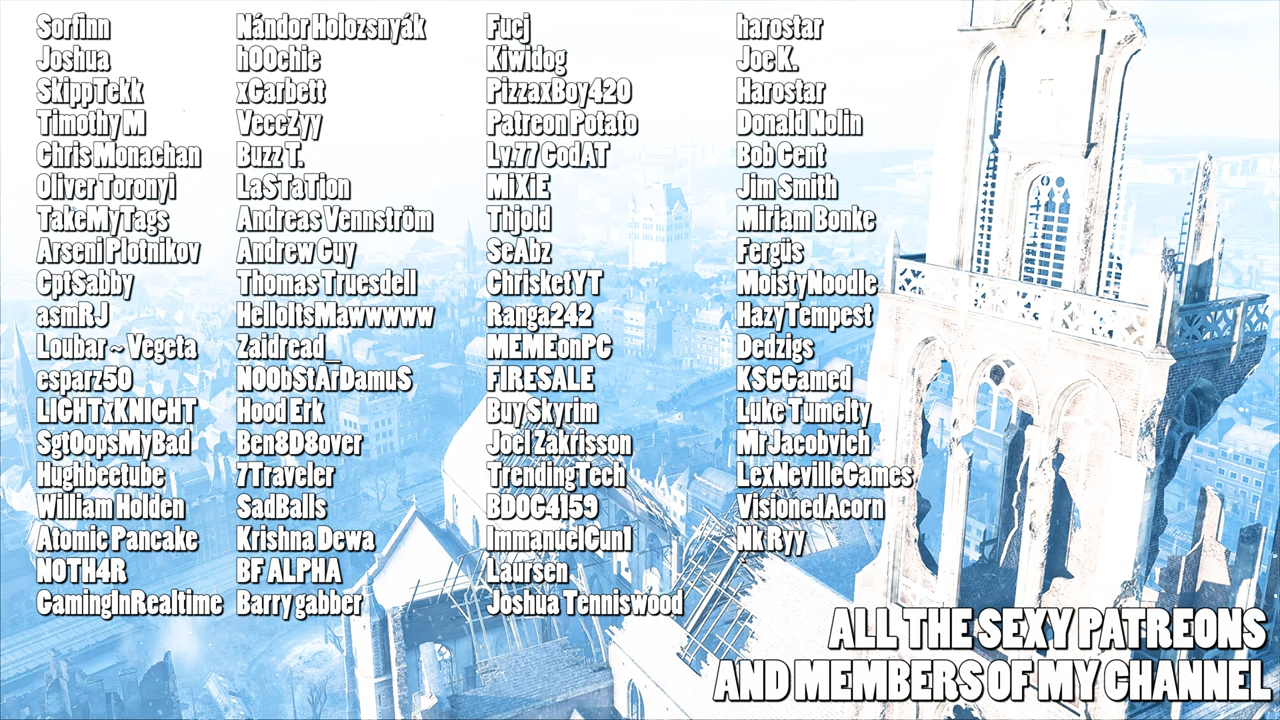 Sorfinn
Joshua
SkippTekk
Timothy M
Chris Monachan
Oliver Toronyi
TakeMyTags
Arseni Plotnikov
CptSabby
asmRJ
Loubar ~ Vegeta
esparz50
LIGHTxKNIGHT
SgtOopsMyBad
Hughbeetube
William Holden
Atomic Pancake
NOTH4R
GamingInRealtime
Nándor Holozsnyák
hOOchie
xGarbett
VeccZyy
Buzz T.
LaSTaTion
Andreas Vennström
Andrew Guy
Thomas Truesdell
HelloItsMawwwww
Zaidread_
NOObStArDamuS
Hood Erk
Ben8D8over
7Traveler
SadBalls
Krishna Dewa
BF ALPHA
Barry gabber
Fucj
Kiwidog
PizzaxBoy420
Patreon Potato
Lv.77 GodAT
MiXiE
Thjold
SeAbz
ChrisketYT
Ranga242
MEMEonPC
FIRESALE
Buy Skyrim
Joel Zakrisson
TrendingTech
BDOG4159
ImmanuelGun1
Laursen
Joshua Tenniswood
harostar
Joe K.
Harostar
Donald Nolin
Bob Gent
Jim Smith
Miriam Bonke
Fergüs
MoistyNoodle
HazyTempest
Dedzigs
KSGGamed
Luke Tumelty
MrJacobvich
LexNevilleGames
VisionedAcorn
Nk Ryy
ALL THE SEXY PATREONS
AND MEMBERS OF MY CHANNEL